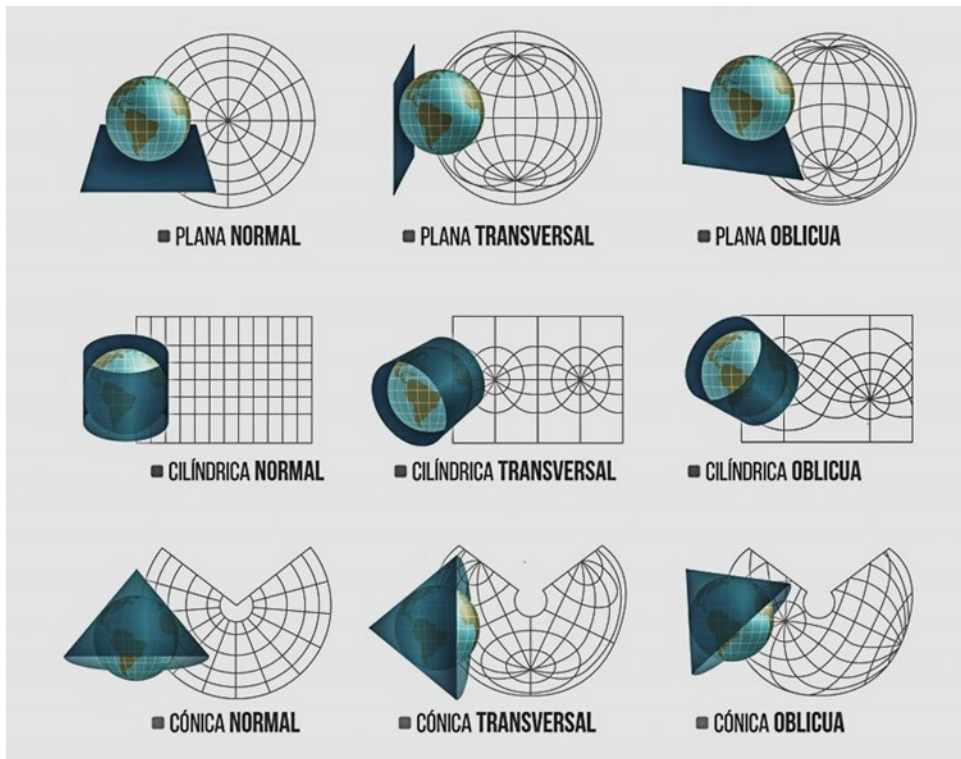 PLANA NORMAL
PLANA TRANSVERSAL
PLANA OBLICUA
CILÍNDRICA NORMAL
CILÍNDRICA TRANSVERSAL
CILÍNDRICA OBLICUA
CÓNICA NORMAL
CÓNICA TRANSVERSAL
CÓNICA OBLICUA